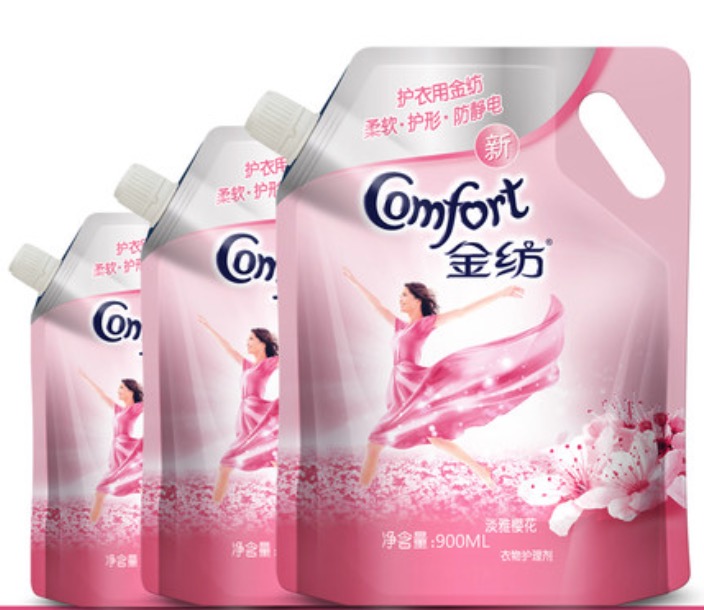 护衣用金纺
柔软·护形·防静电
新
Comfort
金纺®
淡雅樱花
净含量:900ML
衣物护理剂
护衣用
柔软·护形
Com
净含量:
护衣
柔软·护
Com
净含量